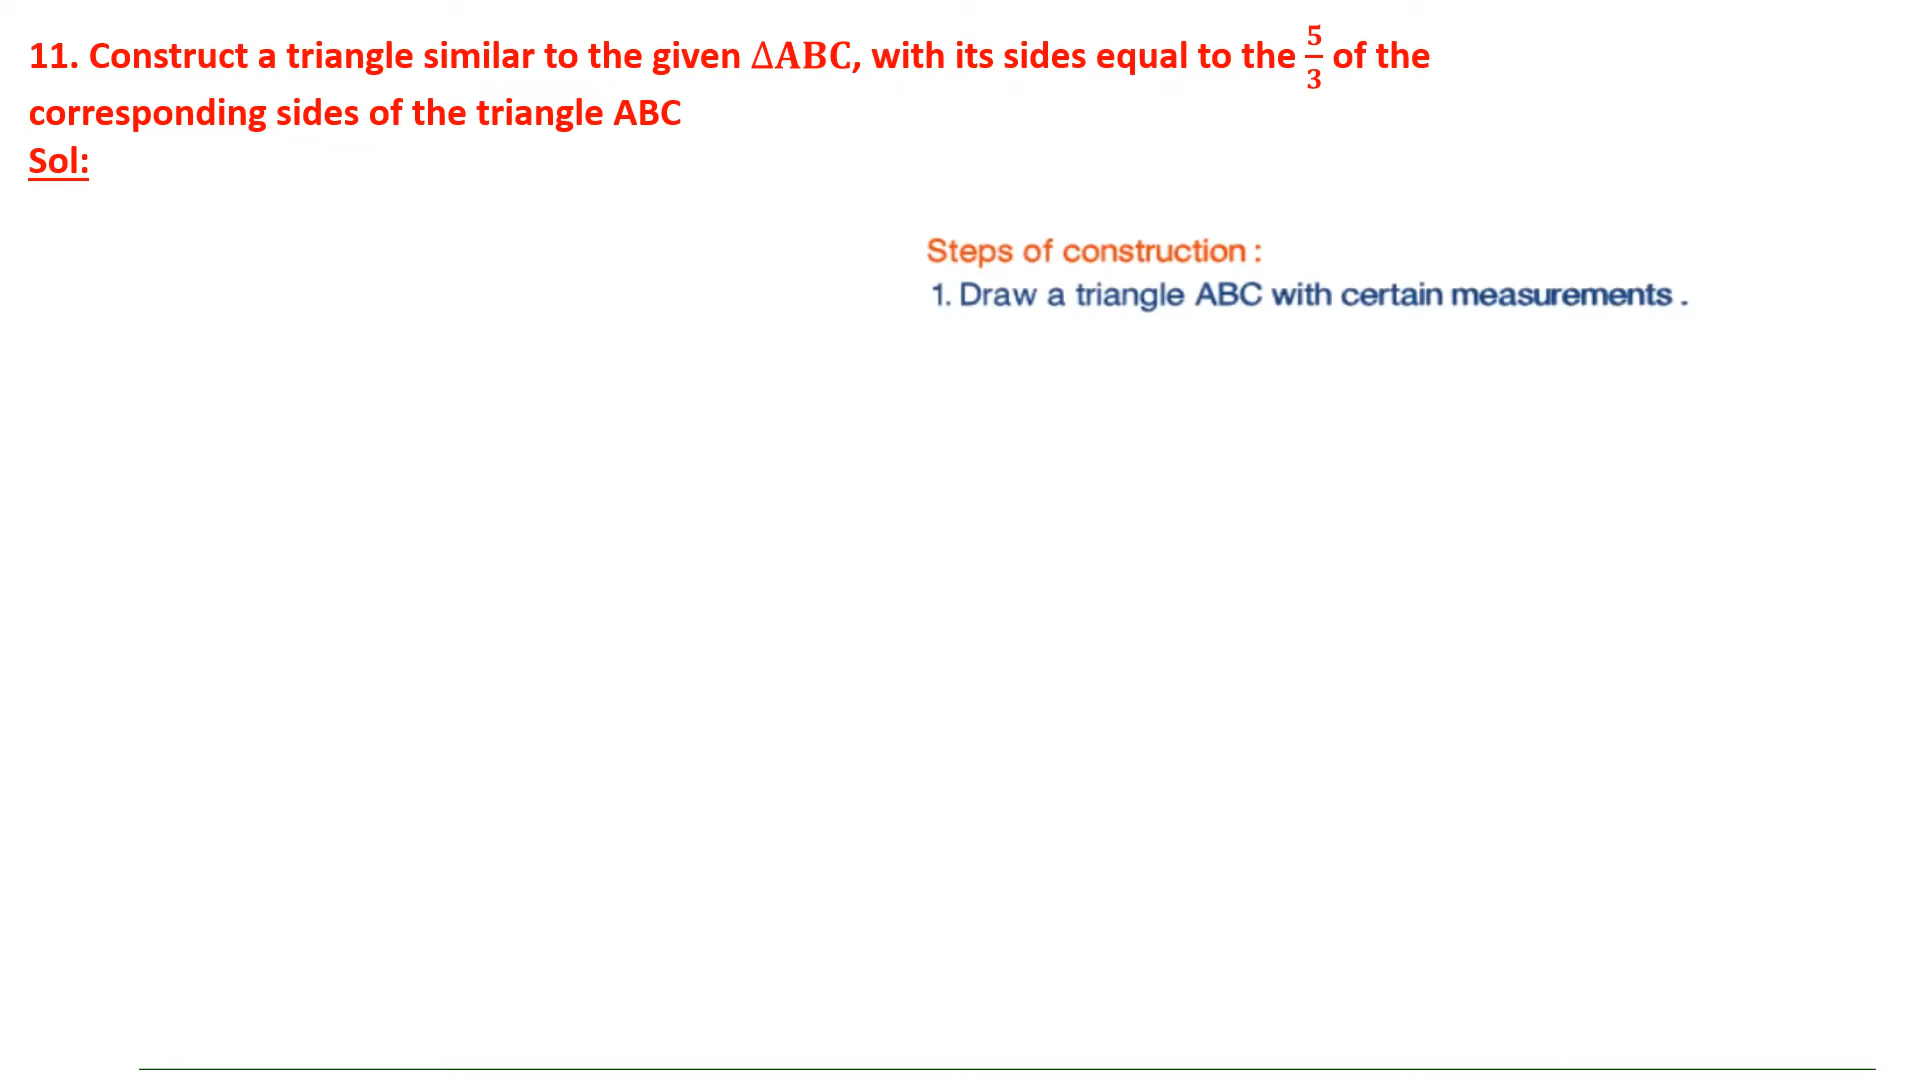 11. Construct a triangle similar to the given ΔABC, with its sides equal to the 5/3 of the
corresponding sides of the triangle ABC
Sol:
Steps of construction :
1. Draw a triangle ABC with certain measurements .